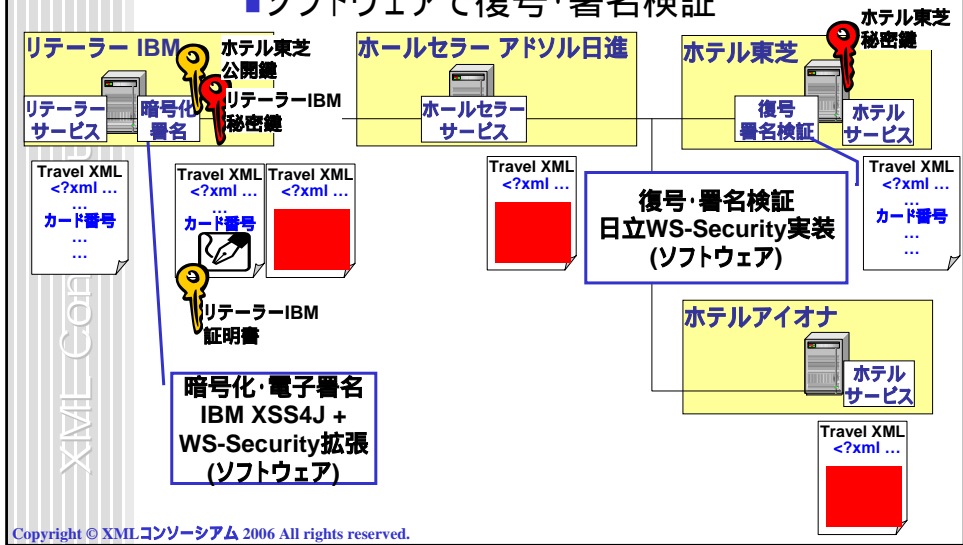 ■ソフトウェアで復号・署名検証
リテーラー IBM
ホテル東芝
公開鍵
リテーラーIBM
秘密鍵
リテーラー
サービス
暗号化
署名
ホールセラー アドソル日進
ホールセラー
サービス
ホテル東芝
ホテル東芝
秘密鍵
復号
署名検証
ホテル
サービス
Travel XML
<?xml …
…
カード番号
…
…
Travel XML
<?xml …
…
カード番号
Travel XML
<?xml …
リテーラーIBM
証明書
Travel XML
<?xml …
復号・署名検証
日立WS-Security実装
(ソフトウェア)
Travel XML
<?xml …
…
カード番号
…
…
暗号化・電子署名
IBM XSS4J +
WS-Security拡張
(ソフトウェア)
ホテルアイオナ
ホテル
サービス
Travel XML
<?xml …
XML Con
Copyright © XMLコンソーシアム 2006 All rights reserved.